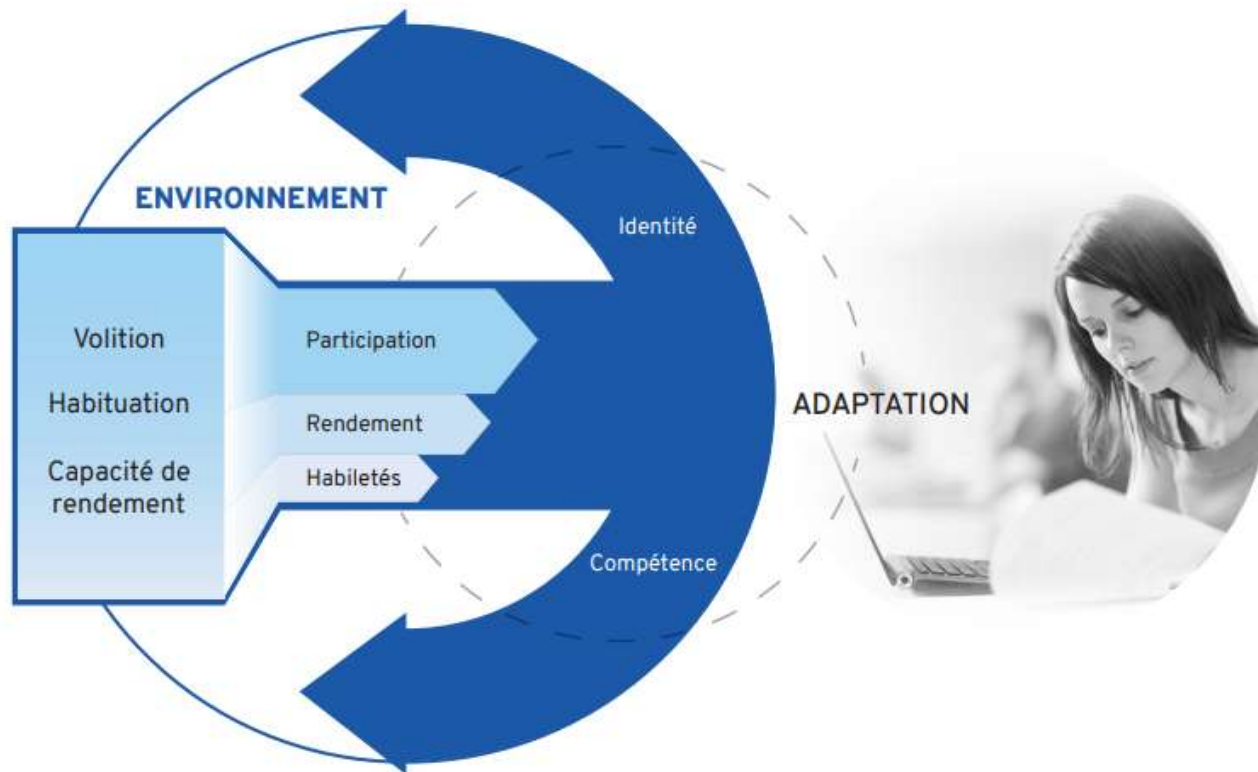 ENVIRONNEMENT
Identité
Volition
Participation
Habituation
ADAPTATION
Rendement
Capacité de
rendement
Habiletés
Compétence